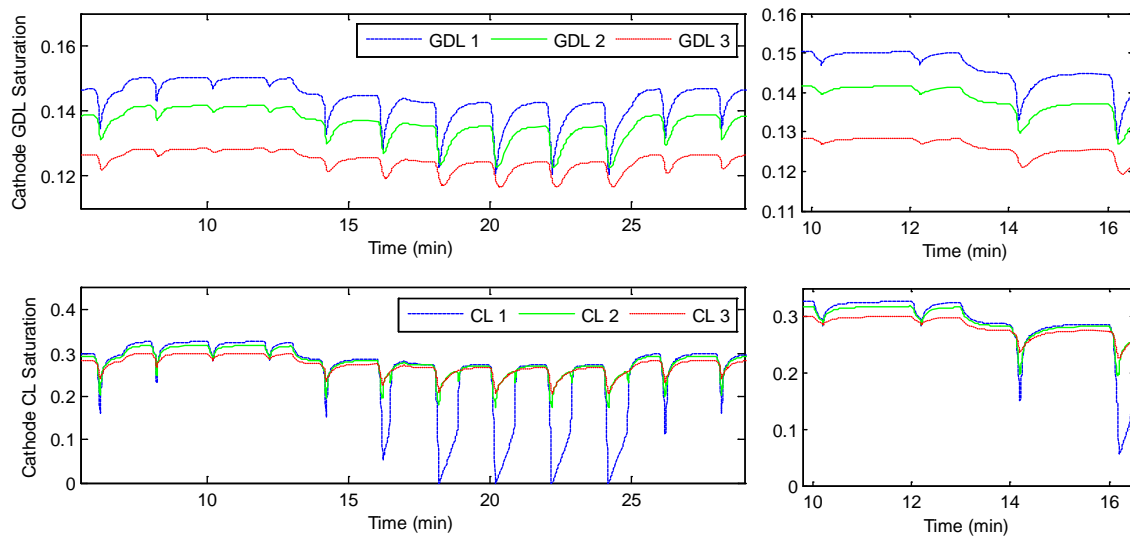 Cathode GDL Saturation
0.16
0.14
0.12
GDL 1 GDL 2 GDL 3
10 15 20 25
Time (min)
0.16
0.15
0.14
0.13
0.12
0.11
10 12 14 16
Time (min)
Cathode CL Saturation
0.4
0.3
0.2
0.1
0
CL 1 CL 2 CL 3
10 15 20 25
Time (min)
0.3
0.2
0.1
0
10 12 14 16
Time (min)